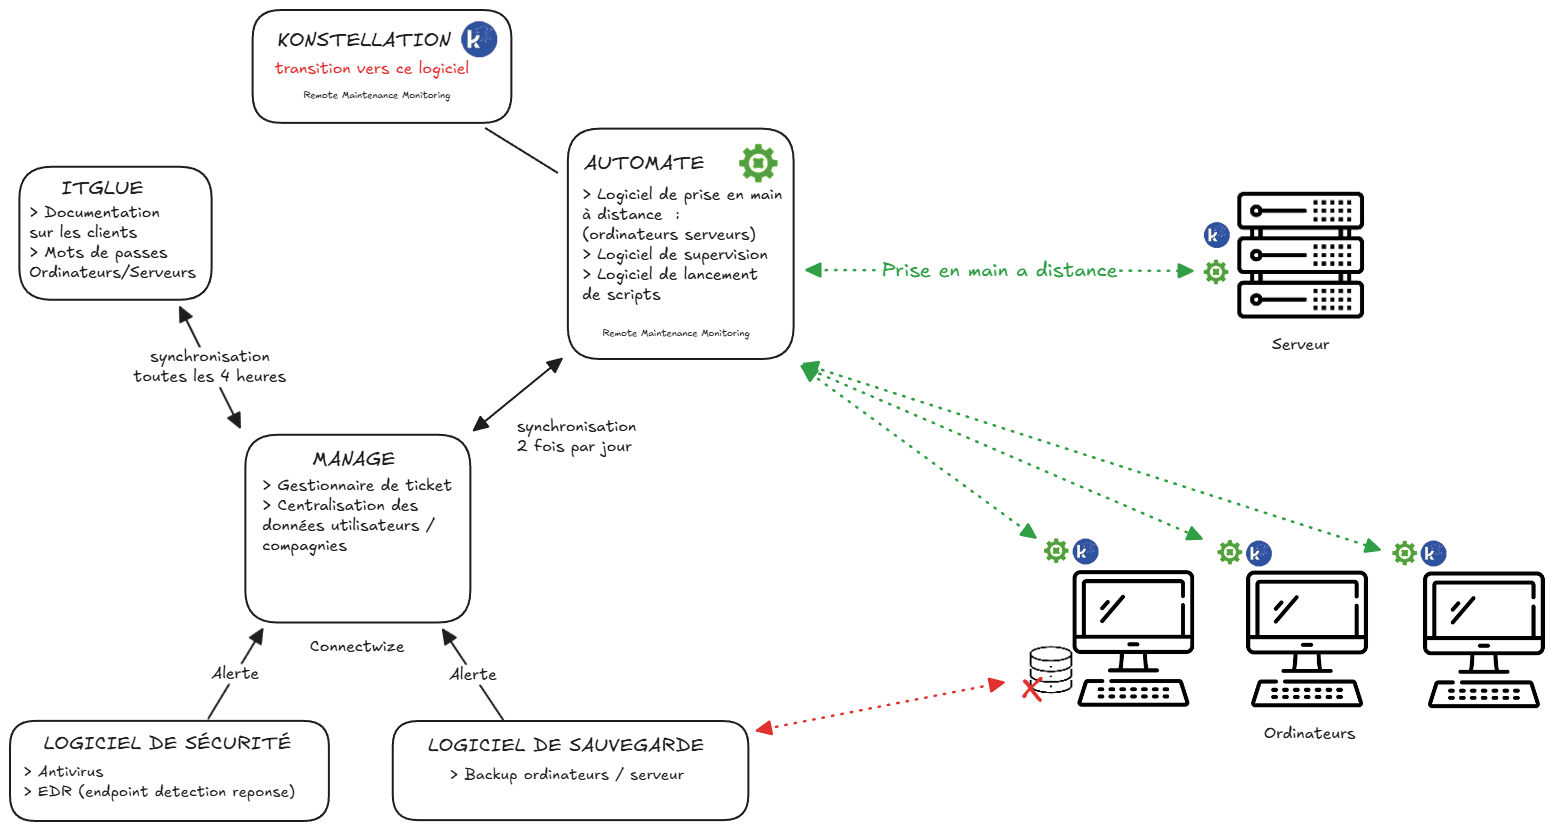 KONSTELLATION
k
transition vers ce logiciel
Remote Maintenance Monitoring
AUTOMATE
> Logiciel de prise en main
à distance :
(ordinateurs serveurs)
> Logiciel de supervision
> Logiciel de lancement
de scripts
Remote Maintenance Monitoring
ITGLUE
> Documentation
sur les clients
> Mots de passes
Ordinateurs/Serveurs
k
Prise en main a distance
Serveur
synchronisation
toutes les 4 heures
synchronisation
2 fois par jour
MANAGE
> Gestionnaire de ticket
> Centralisation des
données utilisateurs /
compagnies
Connectwize
k
k
k
Ordinateurs
Alerte
Alerte
LOGICIEL DE SÉCURITÉ
> Antivirus
> EDR (endpoint detection reponse)
LOGICIEL DE SAUVEGARDE
> Backup ordinateurs / serveur